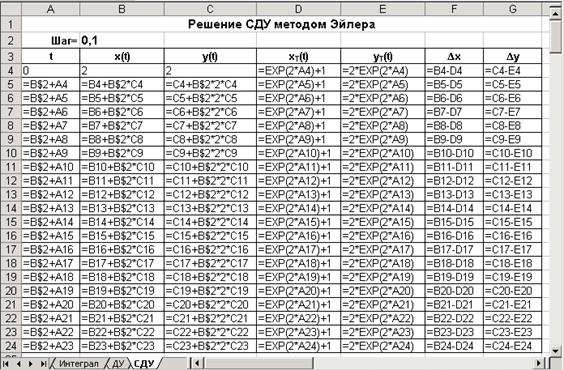 A B C D E F G
1 Решение СДУ методом Эйлера
2 Шаг= 0,1
3 t x(t) y(t) xT(t) yT(t) Δx Δy
4 0 2 2 =EXP(2*A4)+1 =2*EXP(2*A4) =B4-D4 =C4-E4
5 =B$2+A4 =B4+B$2*C4 =C4+B$2*2*C4 =EXP(2*A5)+1 =2*EXP(2*A5) =B5-D5 =C5-E5
6 =B$2+A5 =B5+B$2*C5 =C5+B$2*2*C5 =EXP(2*A6)+1 =2*EXP(2*A6) =B6-D6 =C6-E6
7 =B$2+A6 =B6+B$2*C6 =C6+B$2*2*C6 =EXP(2*A7)+1 =2*EXP(2*A7) =B7-D7 =C7-E7
8 =B$2+A7 =B7+B$2*C7 =C7+B$2*2*C7 =EXP(2*A8)+1 =2*EXP(2*A8) =B8-D8 =C8-E8
9 =B$2+A8 =B8+B$2*C8 =C8+B$2*2*C8 =EXP(2*A9)+1 =2*EXP(2*A9) =B9-D9 =C9-E9
10 =B$2+A9 =B9+B$2*C9 =C9+B$2*2*C9 =EXP(2*A10)+1 =2*EXP(2*A10) =B10-D10 =C10-E10
11 =B$2+A10 =B10+B$2*C10 =C10+B$2*2*C10 =EXP(2*A11)+1 =2*EXP(2*A11) =B11-D11 =C11-E11
12 =B$2+A11 =B11+B$2*C11 =C11+B$2*2*C11 =EXP(2*A12)+1 =2*EXP(2*A12) =B12-D12 =C12-E12
13 =B$2+A12 =B12+B$2*C12 =C12+B$2*2*C12 =EXP(2*A13)+1 =2*EXP(2*A13) =B13-D13 =C13-E13
14 =B$2+A13 =B13+B$2*C13 =C13+B$2*2*C13 =EXP(2*A14)+1 =2*EXP(2*A14) =B14-D14 =C14-E14
15 =B$2+A14 =B14+B$2*C14 =C14+B$2*2*C14 =EXP(2*A15)+1 =2*EXP(2*A15) =B15-D15 =C15-E15
16 =B$2+A15 =B15+B$2*C15 =C15+B$2*2*C15 =EXP(2*A16)+1 =2*EXP(2*A16) =B16-D16 =C16-E16
17 =B$2+A16 =B16+B$2*C16 =C16+B$2*2*C16 =EXP(2*A17)+1 =2*EXP(2*A17) =B17-D17 =C17-E17
18 =B$2+A17 =B17+B$2*C17 =C17+B$2*2*C17 =EXP(2*A18)+1 =2*EXP(2*A18) =B18-D18 =C18-E18
19 =B$2+A18 =B18+B$2*C18 =C18+B$2*2*C18 =EXP(2*A19)+1 =2*EXP(2*A19) =B19-D19 =C19-E19
20 =B$2+A19 =B19+B$2*C19 =C19+B$2*2*C19 =EXP(2*A20)+1 =2*EXP(2*A20) =B20-D20 =C20-E20
21 =B$2+A20 =B20+B$2*C20 =C20+B$2*2*C20 =EXP(2*A21)+1 =2*EXP(2*A21) =B21-D21 =C21-E21
22 =B$2+A21 =B21+B$2*C21 =C21+B$2*2*C21 =EXP(2*A22)+1 =2*EXP(2*A22) =B22-D22 =C22-E22
23 =B$2+A22 =B22+B$2*C22 =C22+B$2*2*C22 =EXP(2*A23)+1 =2*EXP(2*A23) =B23-D23 =C23-E23
24 =B$2+A23 =B23+B$2*C23 =C23+B$2*2*C23 =EXP(2*A24)+1 =2*EXP(2*A24) =B24-D24 =C24-E24
Интеграл ДУ СДУ